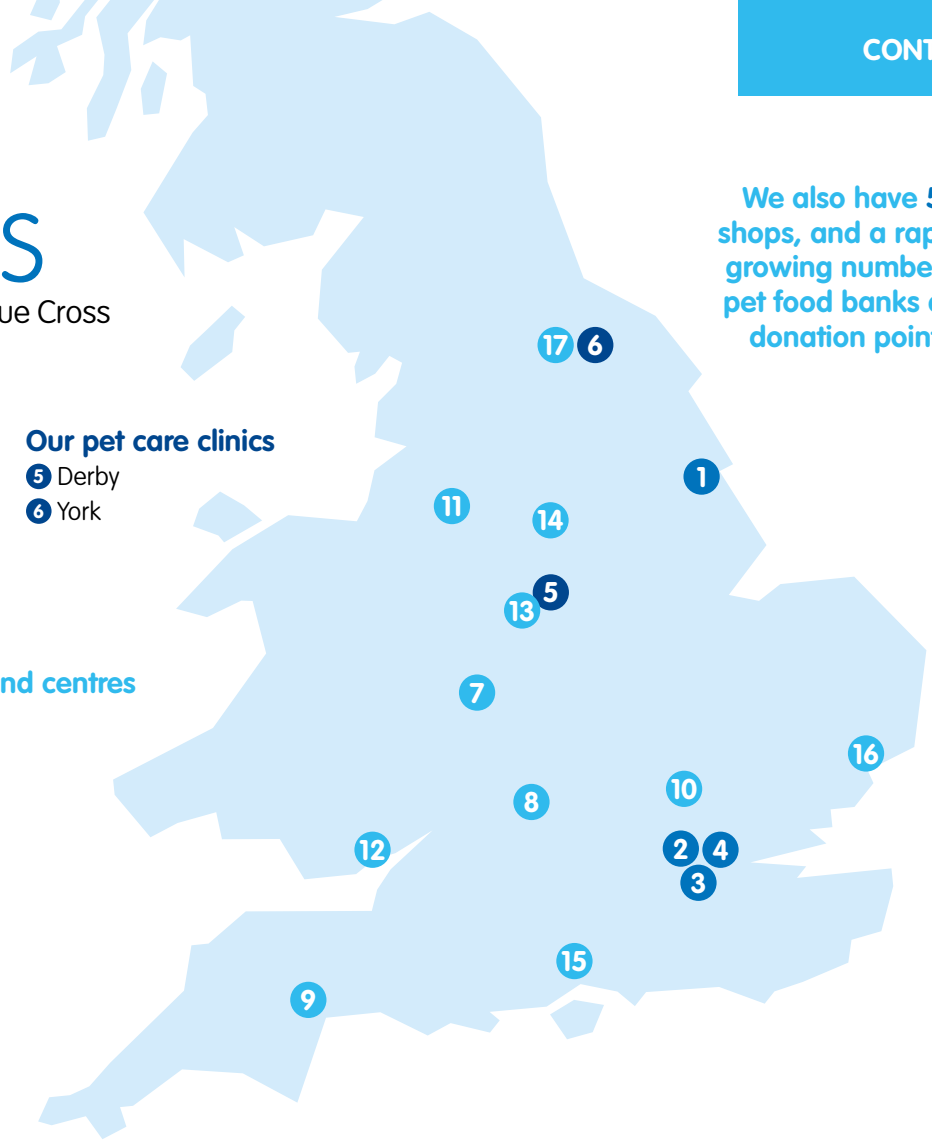 CONT
We also have 5
shops, and a rap
growing numbe
pet food banks
donation poin
S
ue Cross
17 6
Our pet care clinics
5 Derby
6 York
1
11
14
5
13
nd centres
7
16
10
8
12
2 4
3
15
9